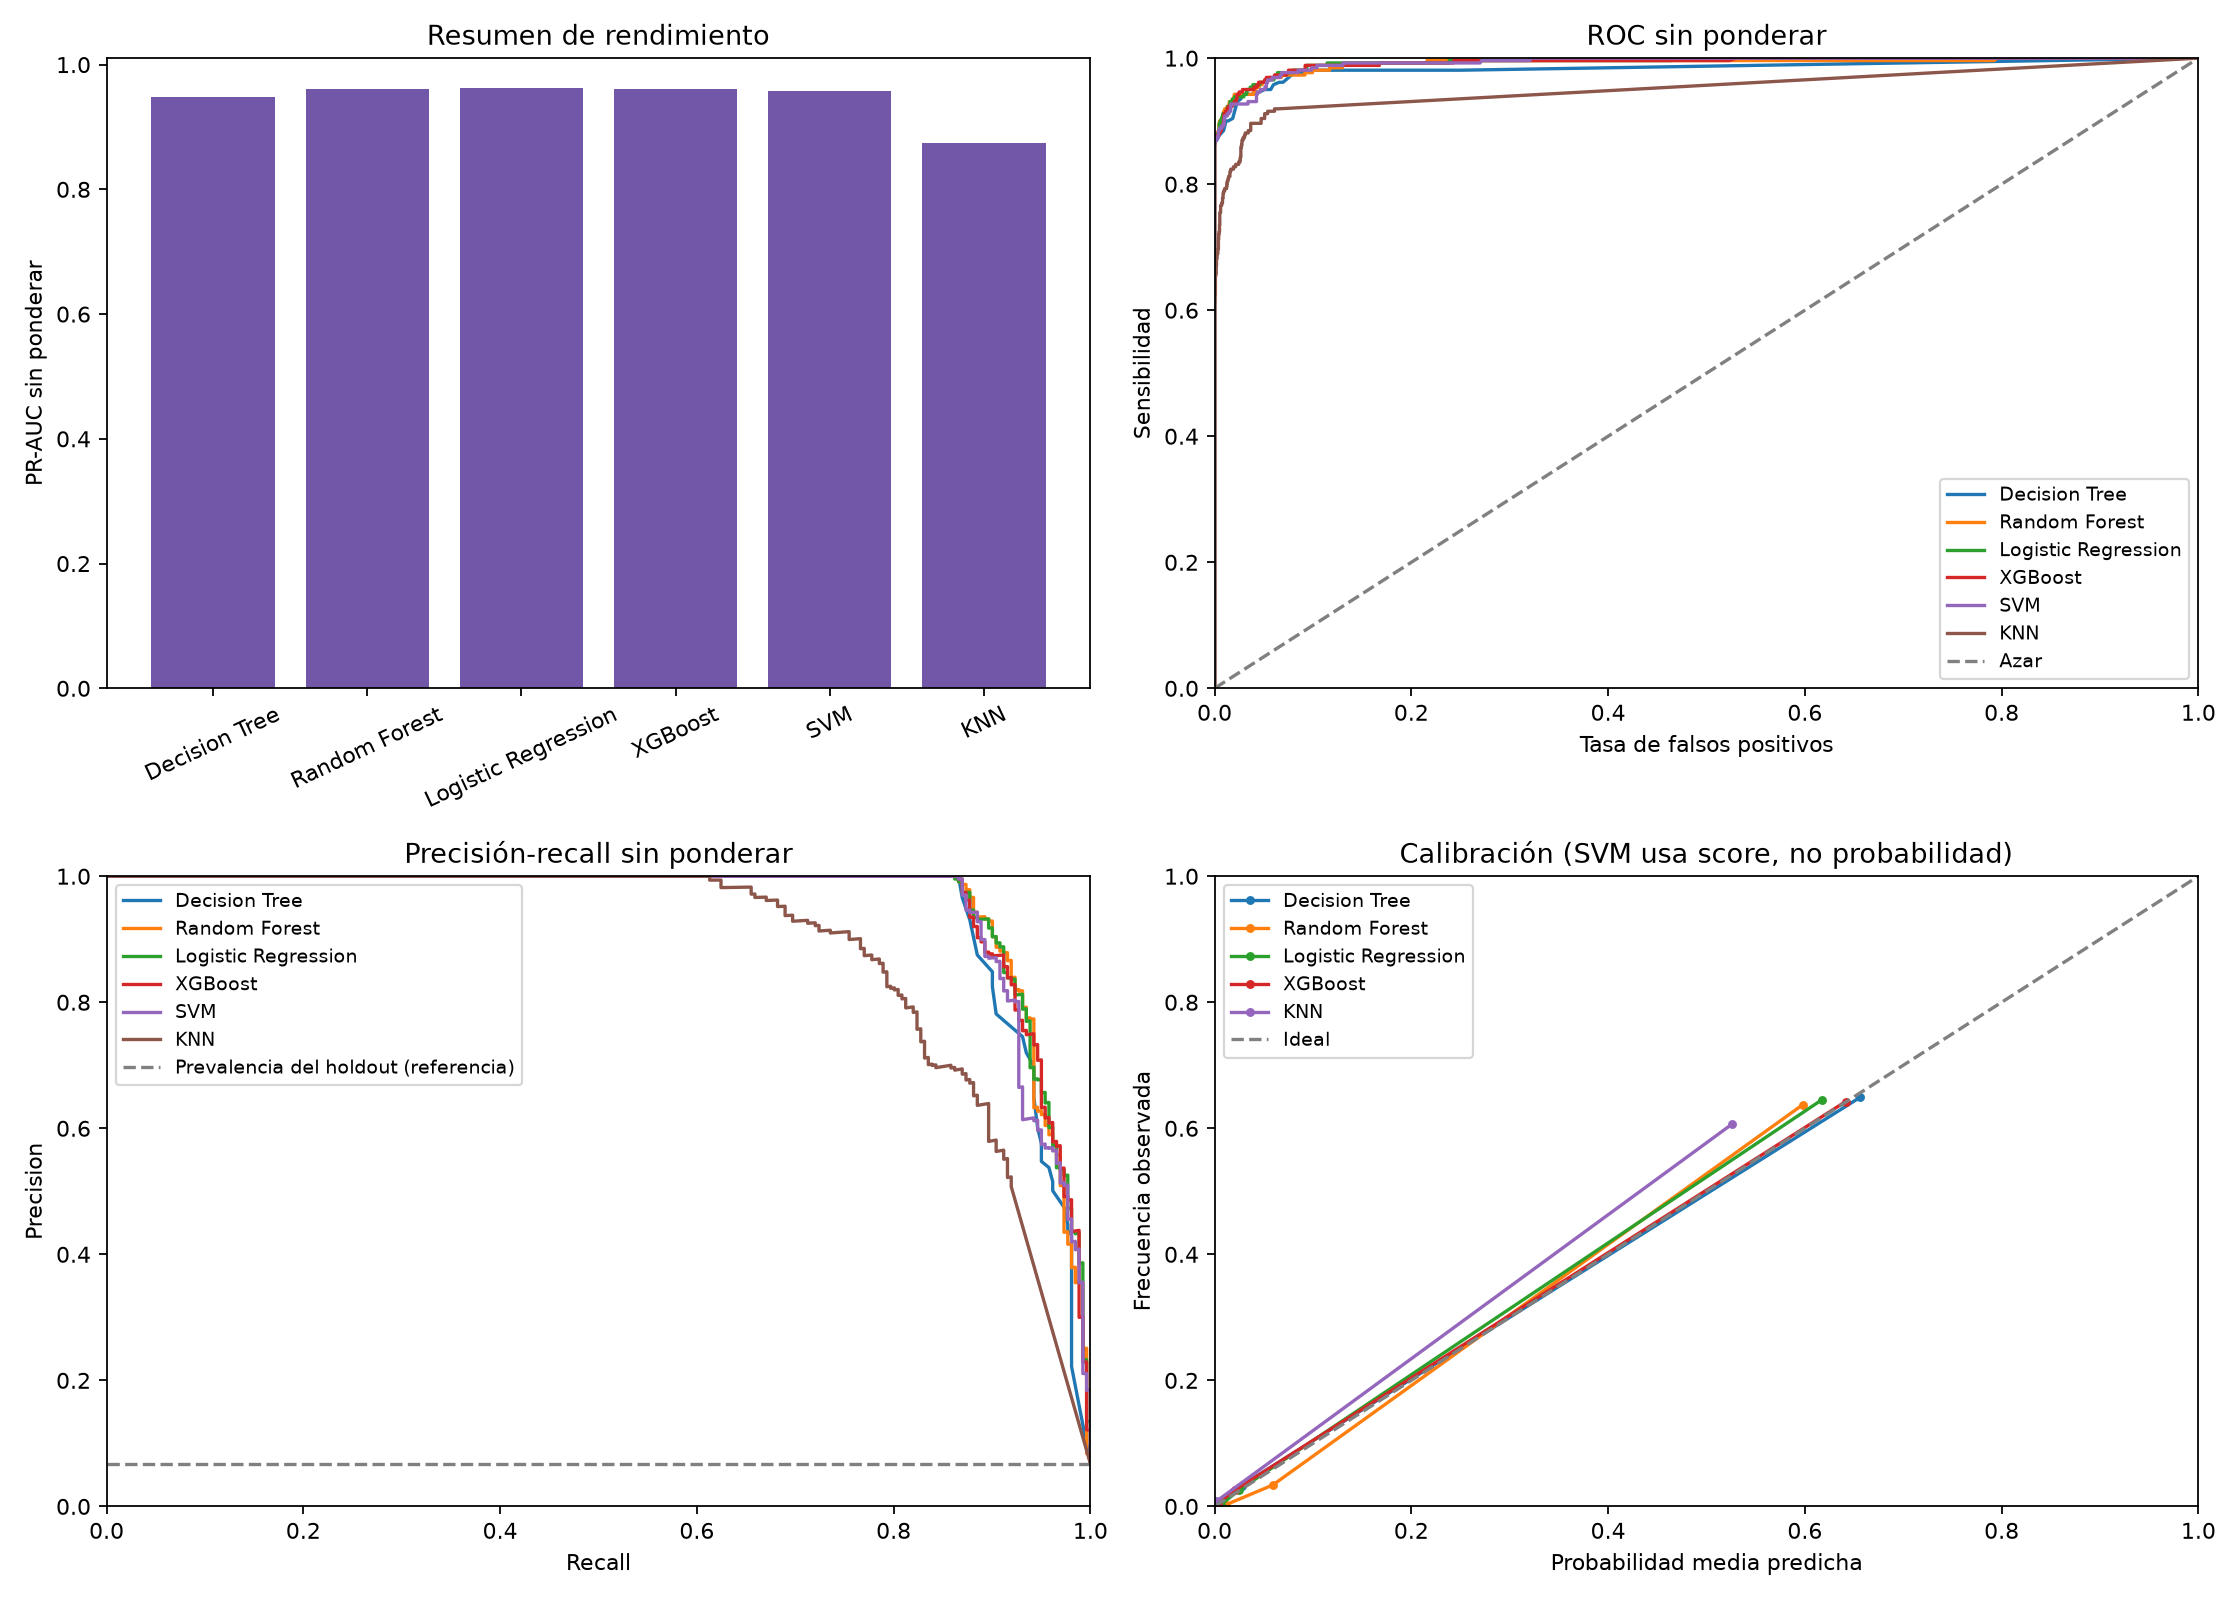 Resumen de rendimiento
PR-AUC sin ponderar
1.0
0.8
0.6
0.4
0.2
0.0
Decision Tree
Random Forest
Logistic Regression
XGBoost
SVM
KNN
ROC sin ponderar
Sensibilidad
1.0
0.8
0.6
0.4
0.2
0.0
0.0 0.2 0.4 0.6 0.8 1.0
Tasa de falsos positivos
Decision Tree
Random Forest
Logistic Regression
XGBoost
SVM
KNN
Azar
Precisión-recall sin ponderar
Precision
1.0
0.8
0.6
0.4
0.2
0.0
0.0 0.2 0.4 0.6 0.8 1.0
Recall
Decision Tree
Random Forest
Logistic Regression
XGBoost
SVM
KNN
Prevalencia del holdout (referencia)
Calibración (SVM usa score, no probabilidad)
Frecuencia observada
1.0
0.8
0.6
0.4
0.2
0.0
0.0 0.2 0.4 0.6 0.8 1.0
Probabilidad media predicha
Decision Tree
Random Forest
Logistic Regression
XGBoost
KNN
Ideal